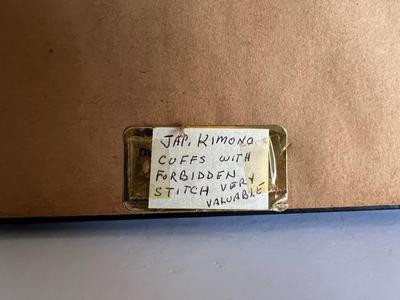 JAP. KIMONO
CUFFS WITH
FORBIDDEN
STITCH VERY
VALUABLE